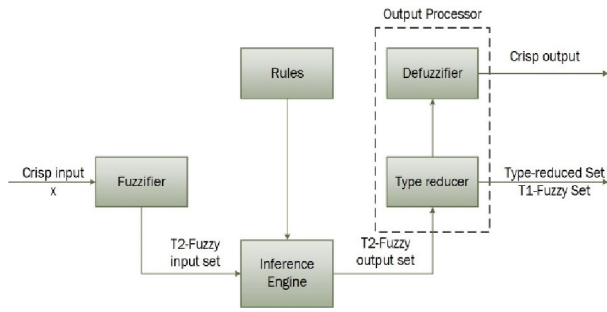 Output Processor
Rules
Defuzzifier
Crisp output
Crisp input
x
Fuzzifier
Type reducer
Type-reduced Set
T1-Fuzzy Set
T2-Fuzzy
input set
Inference
Engine
T2-Fuzzy
output set